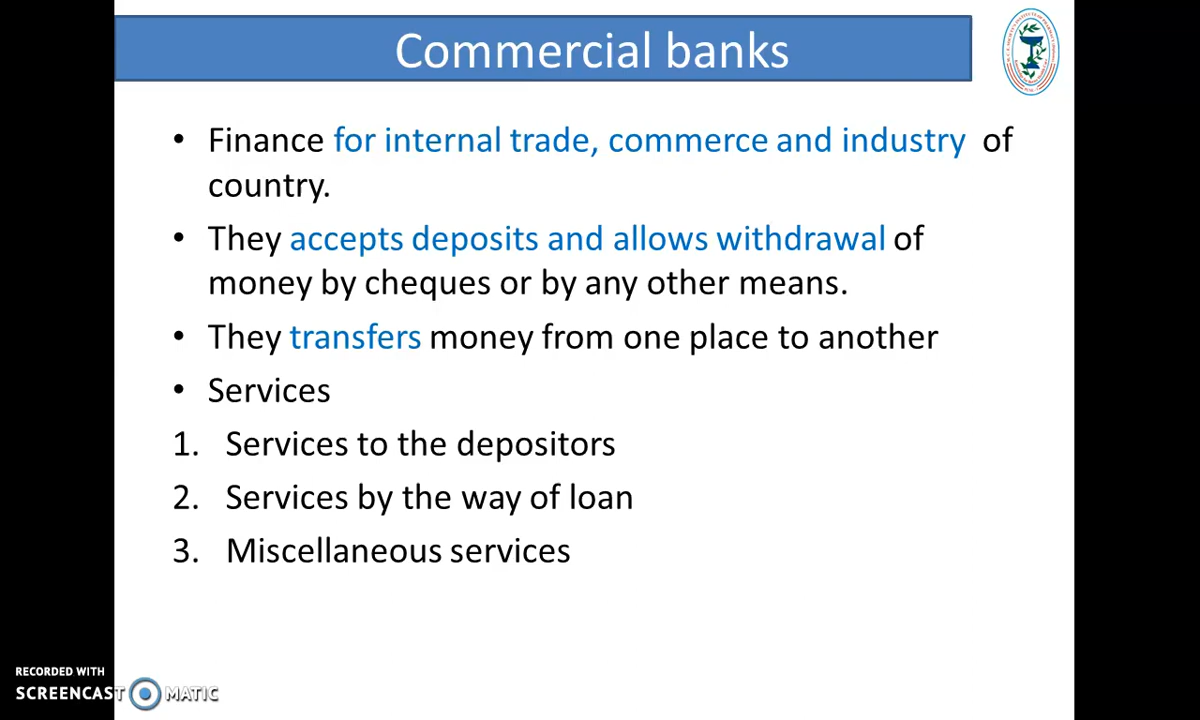 Commercial banks
• Finance for internal trade, commerce and industry of
country.
• They accepts deposits and allows withdrawal of
money by cheques or by any other means.
• They transfers money from one place to another
• Services
1. Services to the depositors
2. Services by the way of loan
3. Miscellaneous services
RECORDED WITH
SCREENCAST MATIC